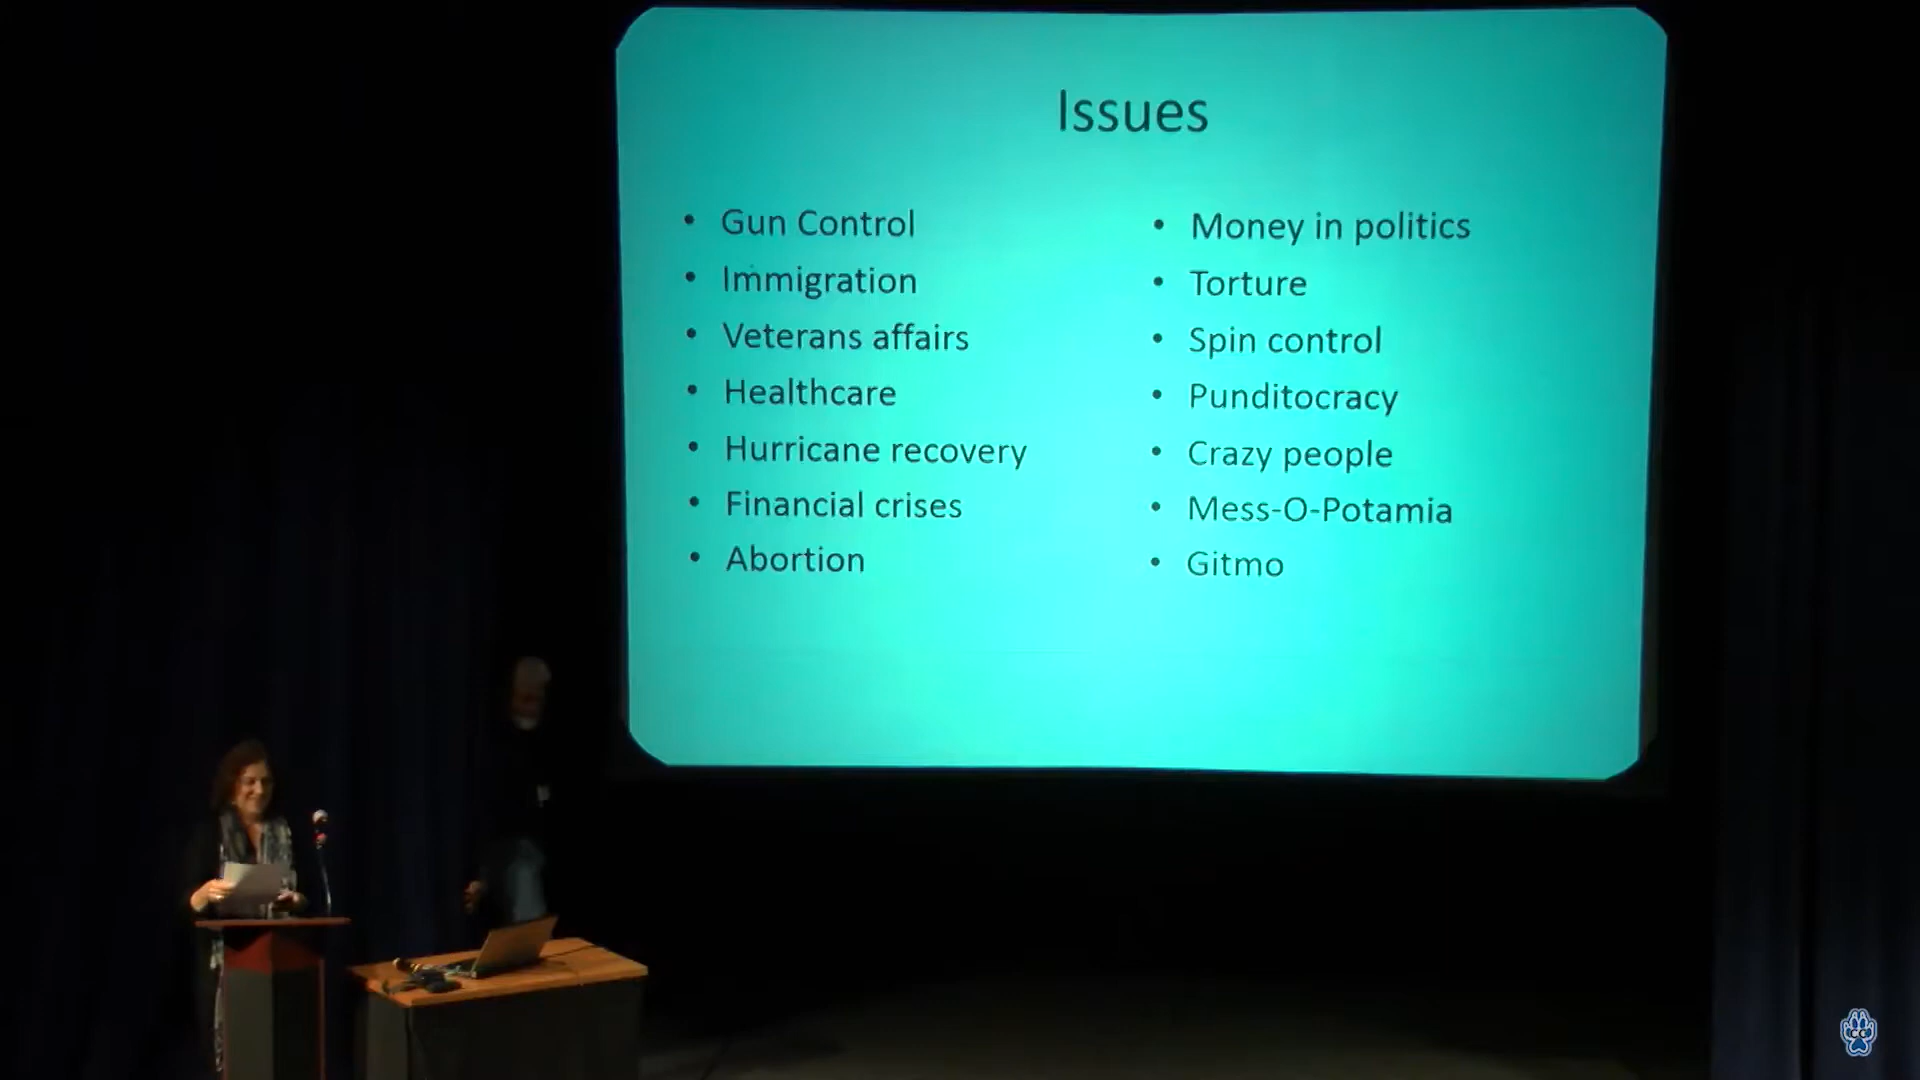 Issues
• Gun Control
• Immigration
• Veterans affairs
• Healthcare
• Hurricane recovery
• Financial crises
• Abortion
• Money in politics
• Torture
• Spin control
• Punditocracy
• Crazy people
• Mess-O-Potamia
• Gitmo